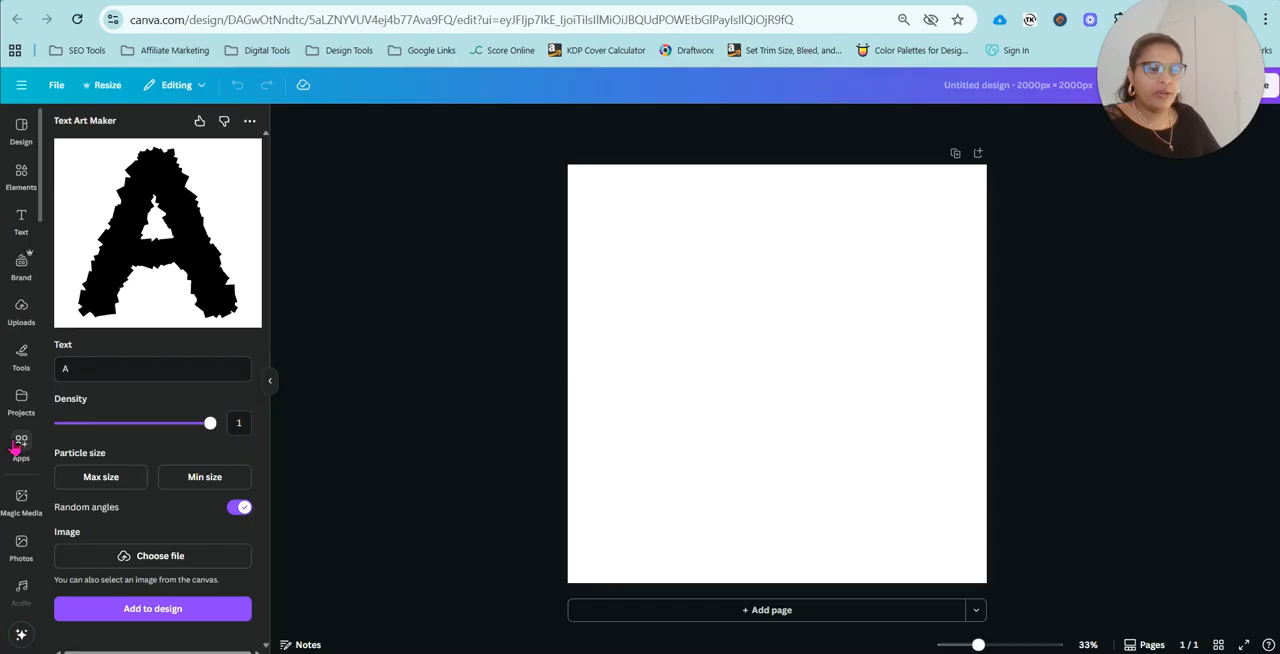 canva.com/design/DAGwOtNndtc/5aLZNYVUV4ej4b77Ava9FQ/edit?ui=eyJFIjp7IkE_IjoiTiIsIlMiOiJBQUdPOWEtbGlPaylsIlQiOjR9fQ
SEO Tools
Affiliate Marketing
Digital Tools
Design Tools
Google Links
Score Online
KDP Cover Calculator
Draftworx
Set Trim Size, Bleed, and...
Color Palettes for Desig...
Sign In
File
Resize
Editing
Untitled design - 2000px × 2000px
Design
Elements
Text
Brand
Uploads
Tools
Projects
Apps
Magic Media
Photos
Audio
Text Art Maker
A
Text
A
Density
1
Particle size
Max size
Min size
Random angles
Image
Choose file
You can also select an image from the canvas.
Add to design
+ Add page
Notes
33%
Pages
1 / 1